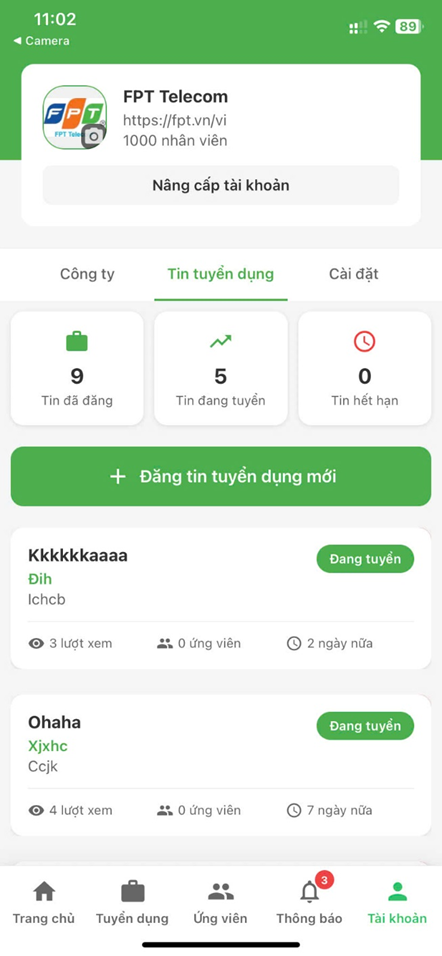 11:02
89
◀ Camera
FPT
FPT Tele
FPT Telecom
https://fpt.vn/vi
1000 nhân viên
Nâng cấp tài khoản
Công ty
Tin tuyển dụng
Cài đặt
9
5
0
Tin đã đăng
Tin đang tuyển
Tin hết hạn
+ Đăng tin tuyển dụng mới
Kkkkkkaaaa
Đang tuyển
Đih
Ichcb
3 lượt xem
0 ứng viên
2 ngày nữa
Ohaha
Đang tuyển
Xjxhc
Ccjk
4 lượt xem
0 ứng viên
7 ngày nữa
3
Trang chủ
Tuyển dụng
Ứng viên
Thông báo
Tài khoản